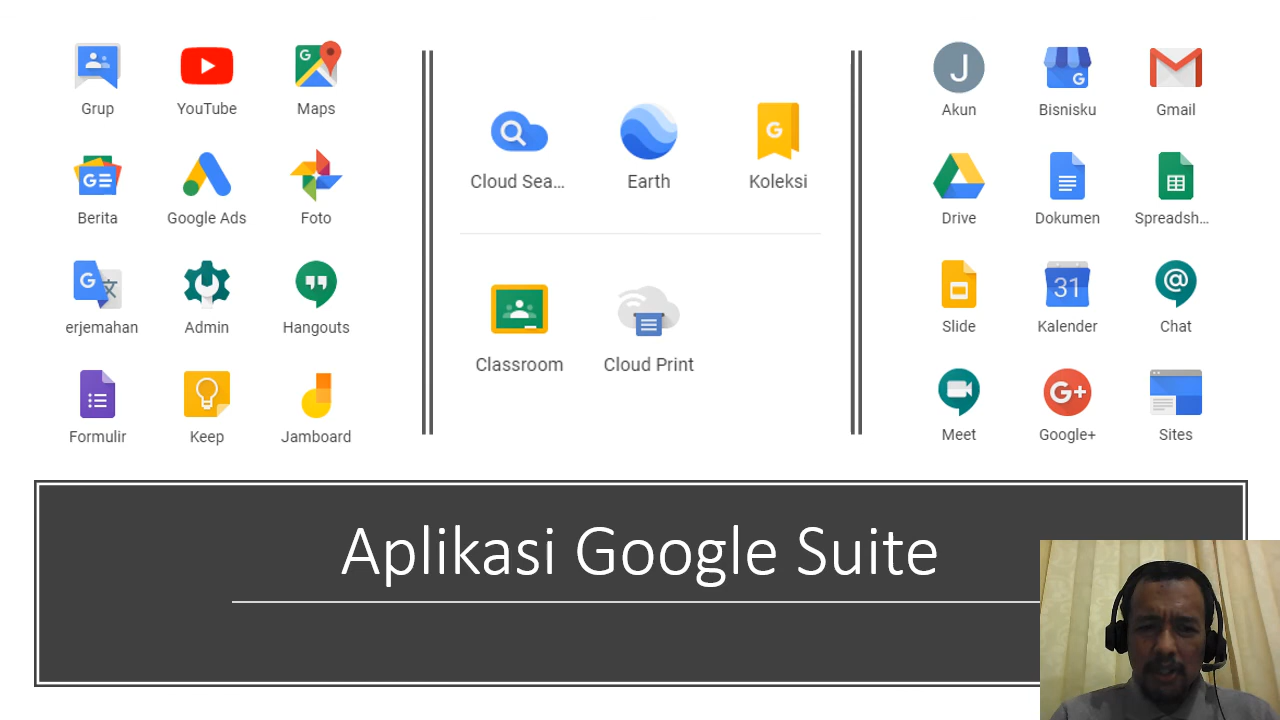 Grup YouTube Maps
Berita Google Ads Foto
erjemahan Admin Hangouts
Formulir Keep Jamboard
Cloud Sea... Earth Koleksi
Classroom Cloud Print
J
Akun Bisnisku Gmail
Drive Dokumen Spreadsh...
31
Slide Kalender Chat
G+
Meet Google+ Sites
Aplikasi Google Suite